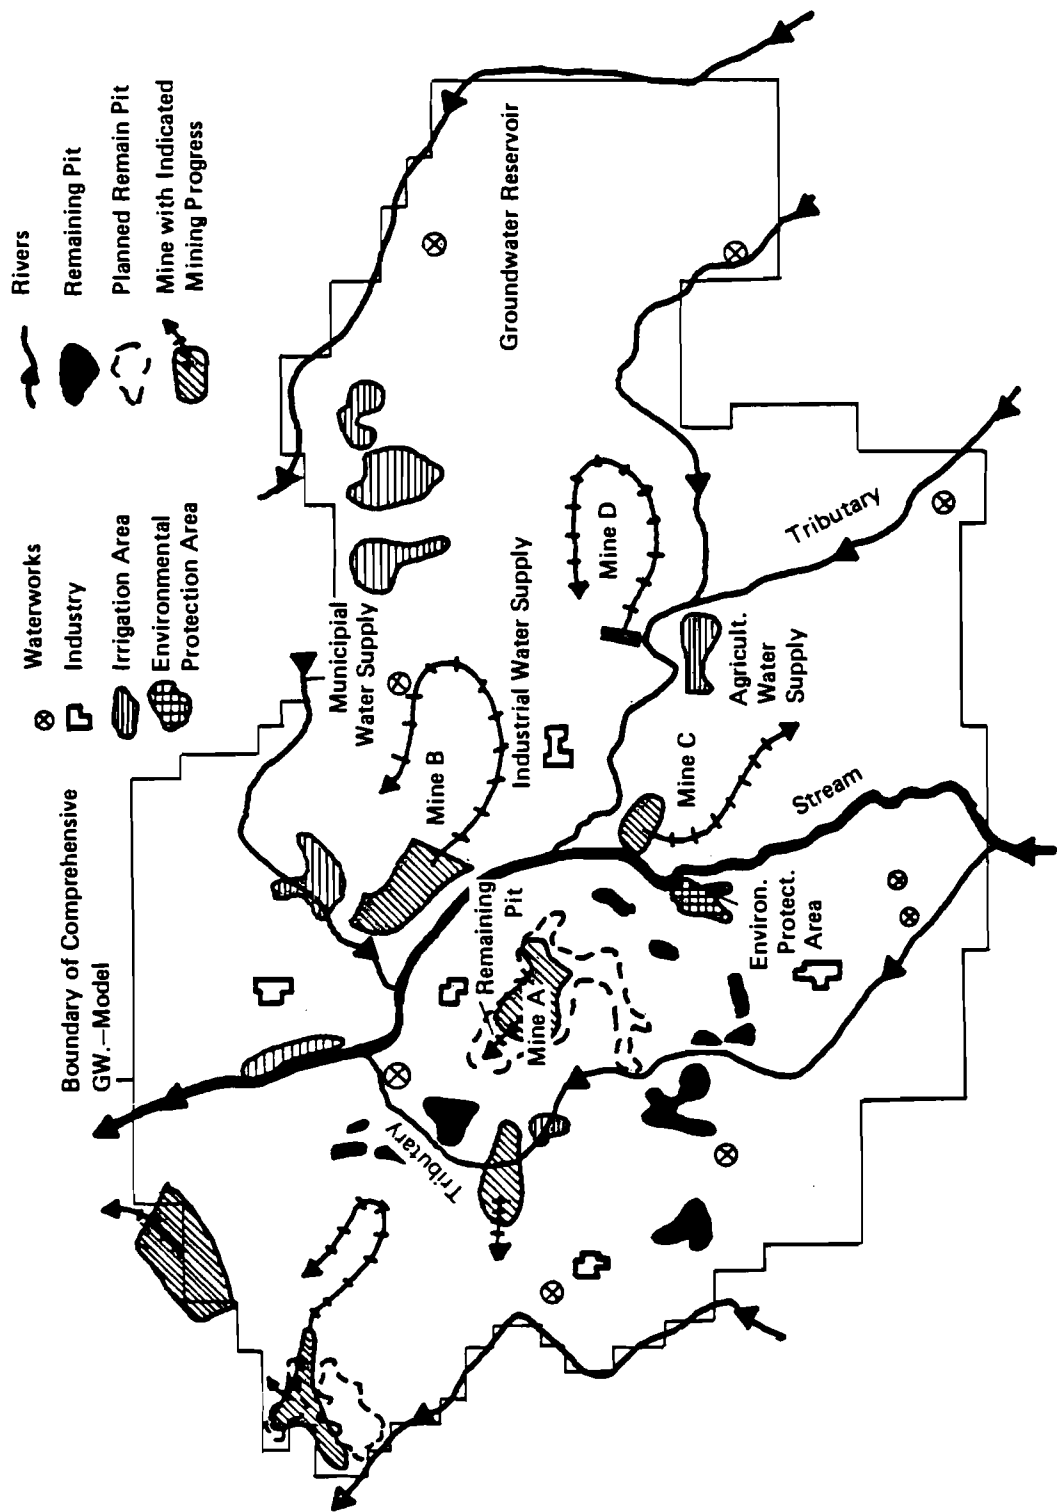 Boundary of Comprehensive
GW.—Model
Waterworks
Industry
Irrigation Area
Environmental
Protection Area
Rivers
Remaining Pit
Planned Remain Pit
Mine with Indicated
Mining Progress
Municipial
Water Supply
Mine B
Industrial Water Supply
Groundwater Reservoir
Mine D
Tributary
Remaining
Pit
Mine A
Tributary
Mine C
Agricult.
Water
Supply
Stream
Environ.
Protect.
Area